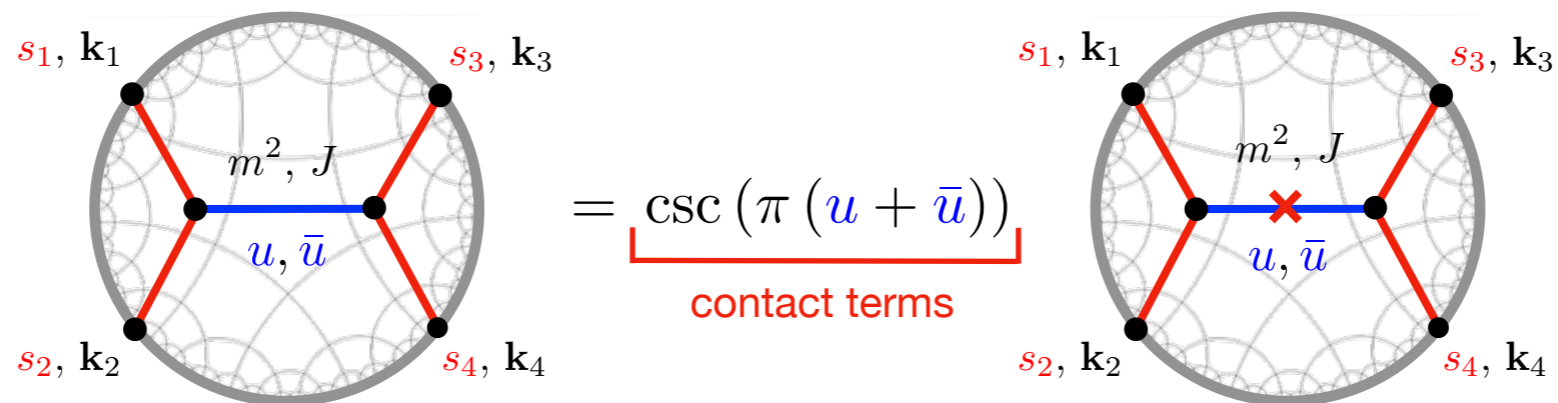 s₁, k₁
s₃, k₃
m², J
u, ū
s₂, k₂
s₄, k₄
= csc (π (u + ū))
contact terms
s₁, k₁
s₃, k₃
m², J
u, ū
s₂, k₂
s₄, k₄